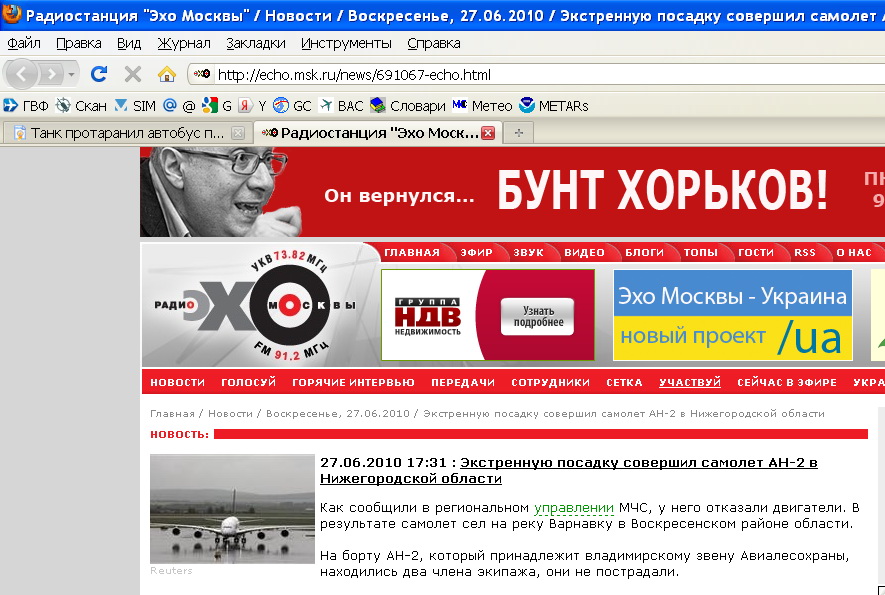 Радиостанция "Эхо Москвы" / Новости / Воскресенье, 27.06.2010 / Экстренную посадку совершил самолет
Файл Правка Вид Журнал Закладки Инструменты Справка
http://echo.msk.ru/news/691067-echo.html
ГВФ Скан SIM @ G Y GC ВАС Словари Метео METARs
Танк протаранил автобус п... Радиостанция "Эхо Моск...
Он вернулся... БУНТ ХОРЬКОВ!
ГЛАВНАЯ ЭФИР ЗВУК ВИДЕО БЛОГИ ТОПЫ ГОСТИ RSS О НАС
УКВ 73.82 МГц
РАДИО ЭХО МОСКВЫ
FM 91.2 МГц
ГРУППА
НДВ
НЕДВИЖИМОСТЬ
Узнать
подробнее
Эхо Москвы - Украина
новый проект /ua
НОВОСТИ ГОЛОСУЙ ГОРЯЧИЕ ИНТЕРВЬЮ ПЕРЕДАЧИ СОТРУДНИКИ СЕТКА УЧАСТВУЙ СЕЙЧАС В ЭФИРЕ УКРА
Главная / Новости / Воскресенье, 27.06.2010 / Экстренную посадку совершил самолет АН-2 в Нижегородской области
НОВОСТЬ:
27.06.2010 17:31 : Экстренную посадку совершил самолет АН-2 в
Нижегородской области
Как сообщили в региональном управлении МЧС, у него отказали двигатели. В
результате самолет сел на реку Варнавку в Воскресенском районе области.
На борту АН-2, который принадлежит владимирскому звену Авиалесохраны,
находились два члена экипажа, они не пострадали.
Reuters